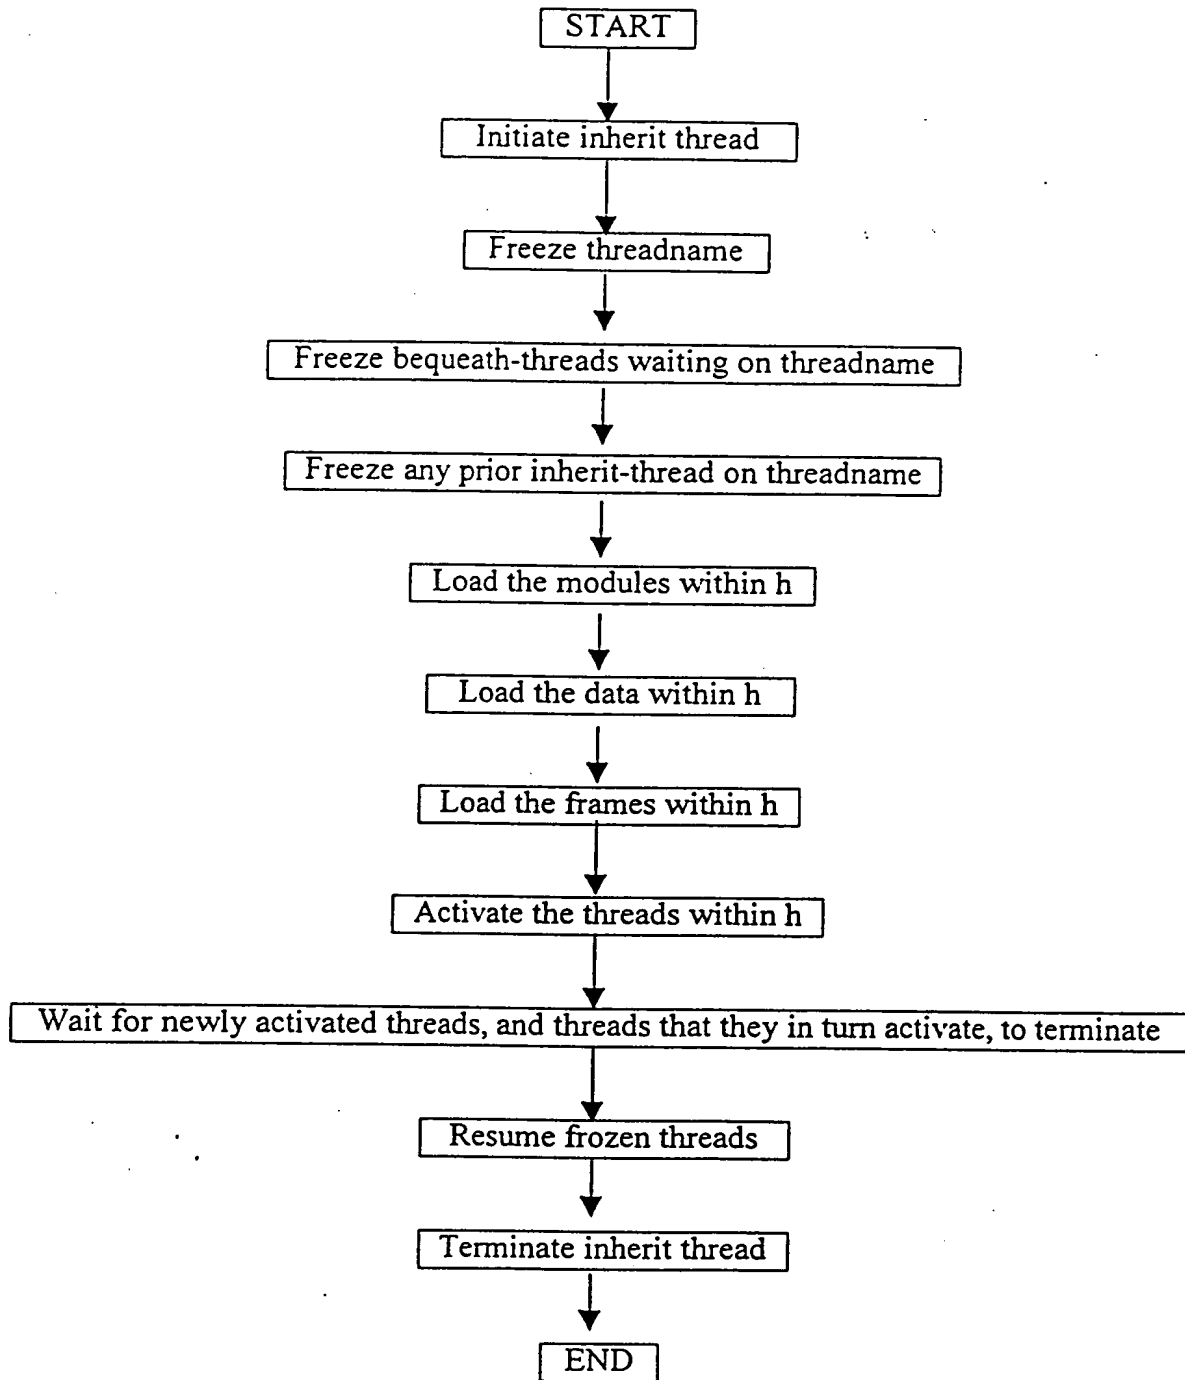 START
Initiate inherit thread
Freeze threadname
Freeze bequeath-threads waiting on threadname
Freeze any prior inherit-thread on threadname
Load the modules within h
Load the data within h
Load the frames within h
Activate the threads within h
Wait for newly activated threads, and threads that they in turn activate, to terminate
Resume frozen threads
Terminate inherit thread
END